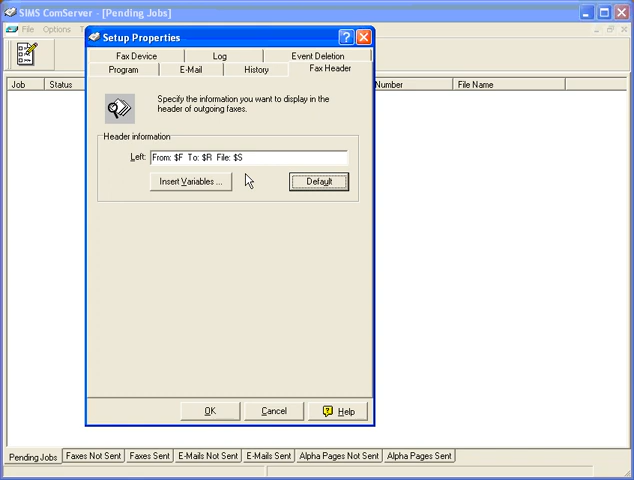 SIMS ComServer - [Pending Jobs]
File Options
Setup Properties
Fax Device Log Event Deletion
Program E-Mail History Fax Header
Job Status Number File Name
Specify the information you want to display in the
header of outgoing faxes.
Header information
Left: From: $F To: $R File: $S
Insert Variables ... Default
OK Cancel Help
Pending Jobs Faxes Not Sent Faxes Sent E-Mails Not Sent E-Mails Sent Alpha Pages Not Sent Alpha Pages Sent